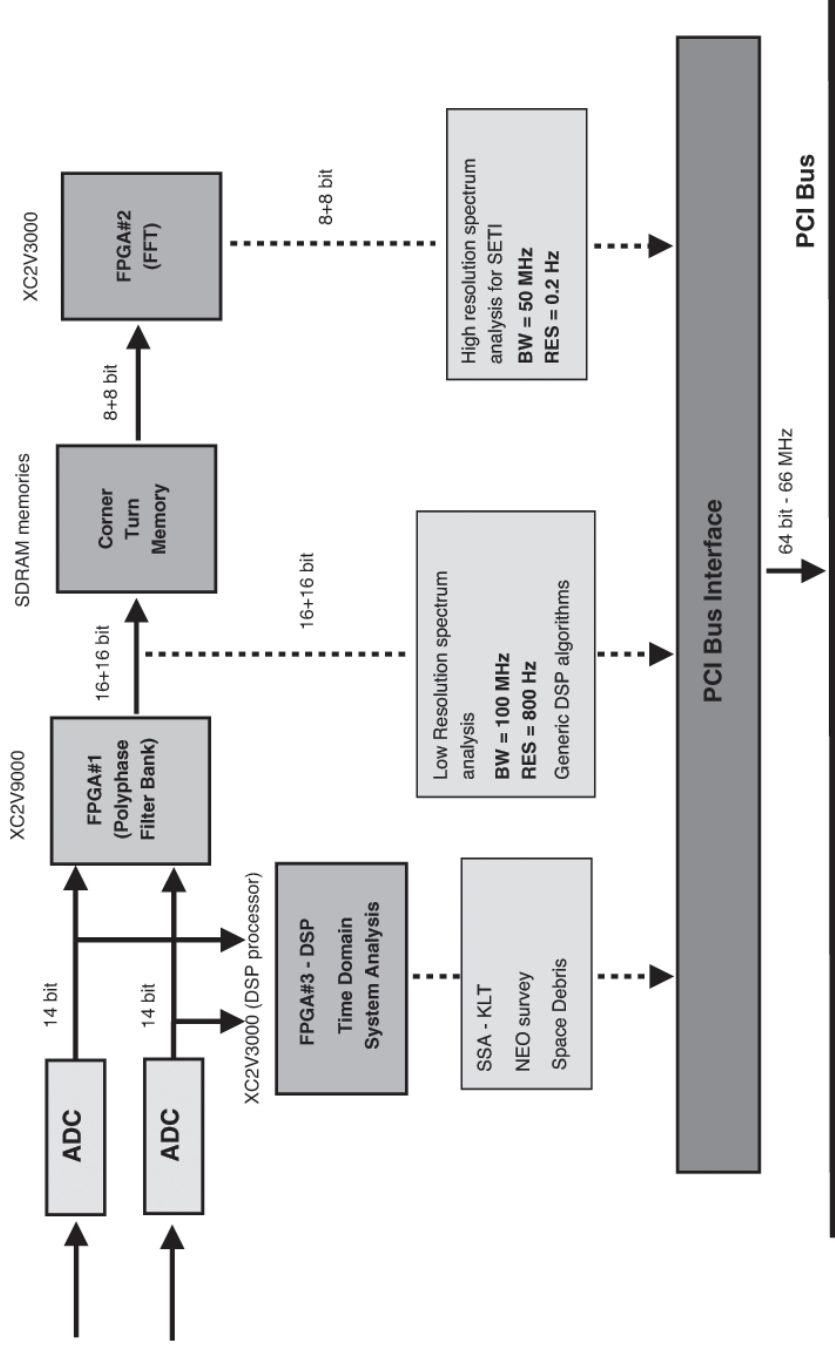 XC2V9000
SDRAM memories
XC2V3000
ADC
14 bit
ADC
14 bit
FPGA#1
(Polyphase
Filter Bank)
16+16 bit
Corner
Turn
Memory
8+8 bit
FPGA#2
(FFT)
XC2V3000 (DSP processor)
FPGA#3 - DSP
Time Domain
System Analysis
16+16 bit
8+8 bit
SSA - KLT
NEO survey
Space Debris
Low Resolution spectrum
analysis
BW = 100 MHz
RES = 800 Hz
Generic DSP algorithms
High resolution spectrum
analysis for SETI
BW = 50 MHz
RES = 0.2 Hz
PCI Bus Interface
64 bit - 66 MHz
PCI Bus